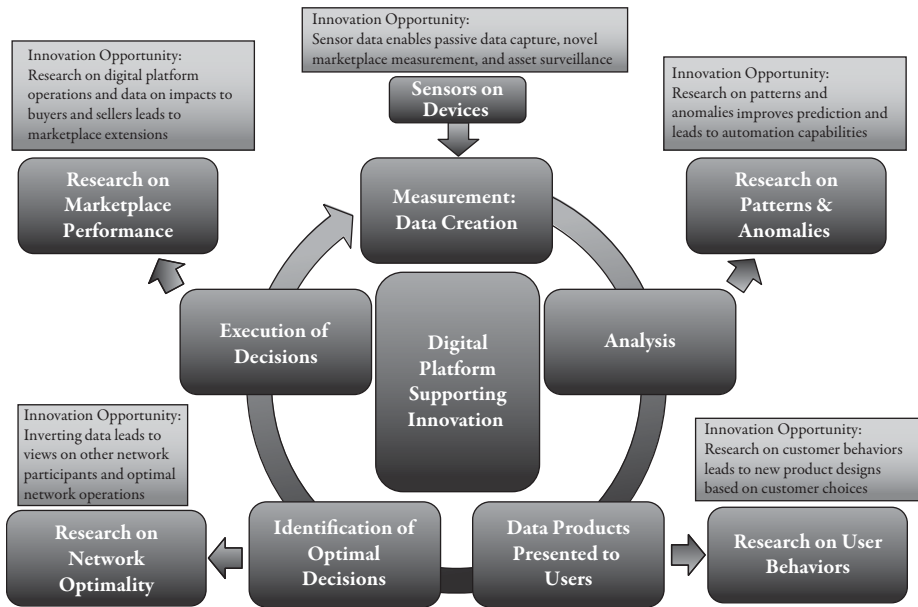 Innovation Opportunity:
Sensor data enables passive data capture, novel
marketplace measurement, and asset surveillance
Sensors on
Devices
Innovation Opportunity:
Research on digital platform
operations and data on impacts to
buyers and sellers leads to
marketplace extensions
Research on
Marketplace
Performance
Innovation Opportunity:
Research on patterns and
anomalies improves prediction and
leads to automation capabilities
Research on
Patterns &
Anomalies
Measurement:
Data Creation
Execution of
Decisions
Digital
Platform
Supporting
Innovation
Analysis
Innovation Opportunity:
Inverting data leads to
views on other network
participants and optimal
network operations
Research on
Network
Optimality
Identification of
Optimal
Decisions
Data Products
Presented to
Users
Innovation Opportunity:
Research on customer behaviors
leads to new product designs
based on customer choices
Research on User
Behaviors